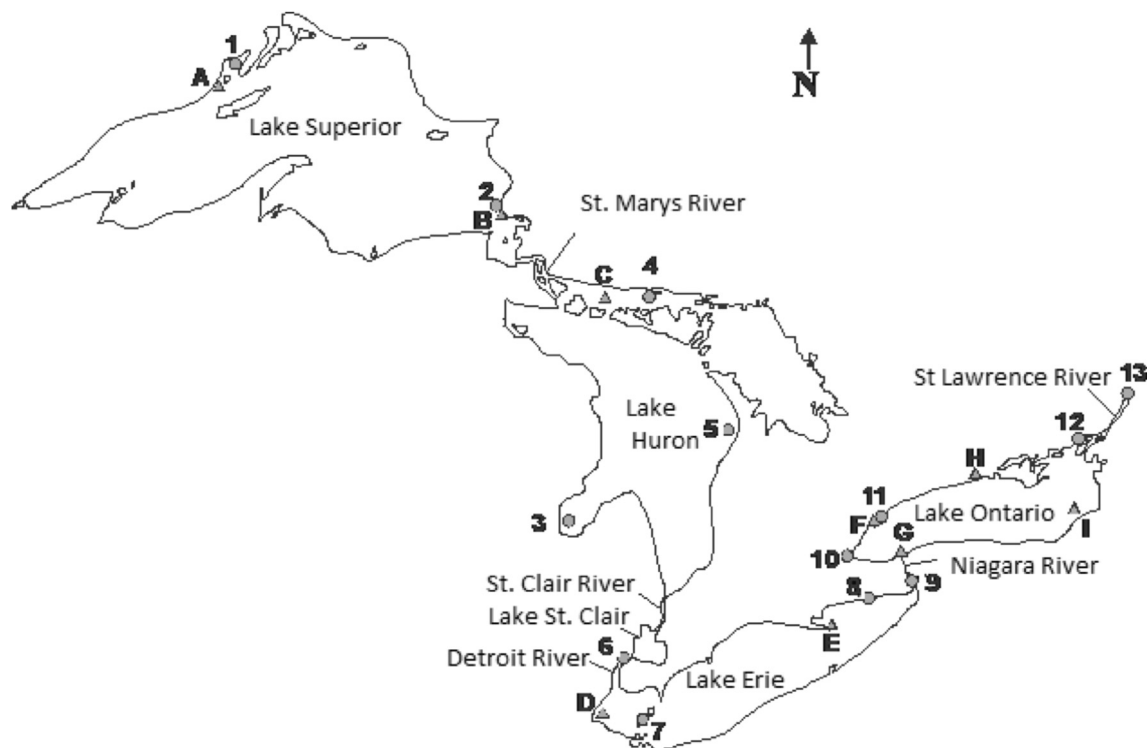 1
A
N
Lake Superior
2
B
St. Marys River
C
4
St Lawrence River
13
Lake
Huron
5
12
H
11
F
Lake Ontario
I
3
G
10
Niagara River
St. Clair River
8
9
Lake St. Clair
E
6
Detroit River
Lake Erie
D
7